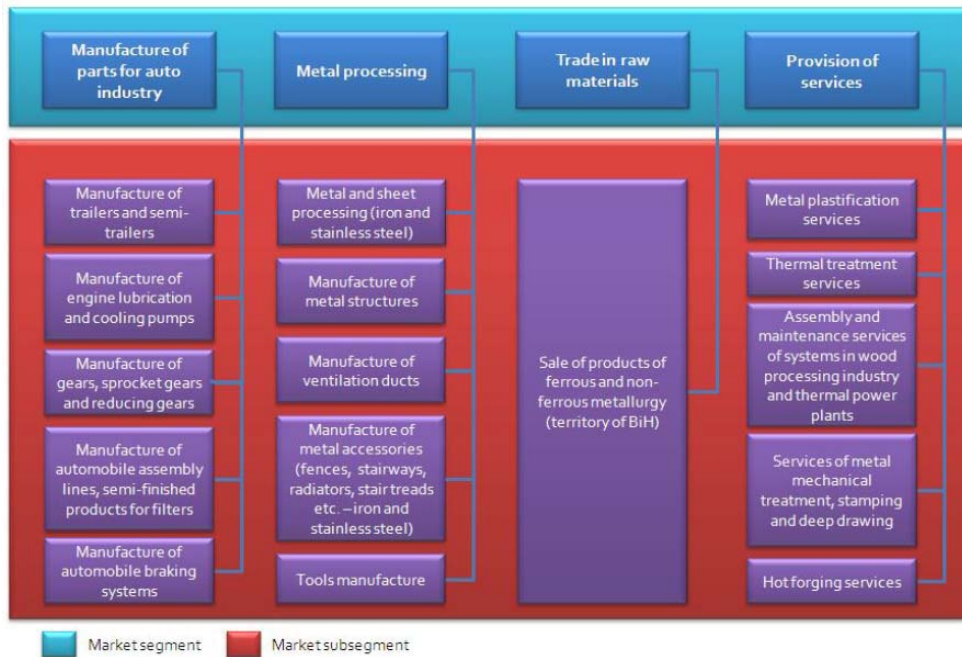 Manufacture of
parts for auto
industry
Metal processing
Trade in raw
materials
Provision of
services
Manufacture of
trailers and semi-
trailers
Manufacture of
engine lubrication
and cooling pumps
Manufacture of
gears, sprocket gears
and reducing gears
Manufacture of
automobile assembly
lines, semi-finished
products for filters
Manufacture of
automobile braking
systems
Metal and sheet
processing (iron and
stainless steel)
Manufacture of
metal structures
Manufacture of
ventilation ducts
Manufacture of
metal accessories
(fences, stairways,
radiators, stair treads
etc. – iron and
stainless steel)
Tools manufacture
Sale of products of
ferrous and non-
ferrous metallurgy
(territory of BiH)
Metal plastification
services
Thermal treatment
services
Assembly and
maintenance services
of systems in wood
processing industry
and thermal power
plants
Services of metal
mechanical
treatment, stamping
and deep drawing
Hot forging services
Market segment
Market subsegment